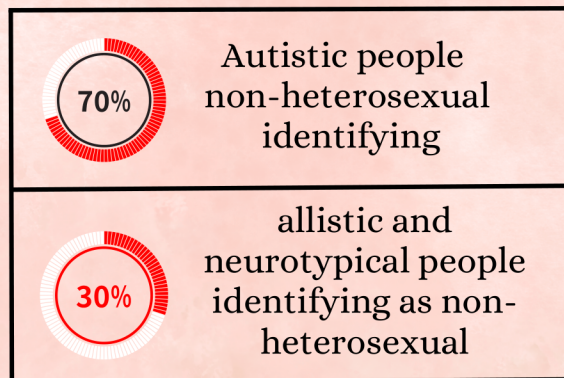 70%
Autistic people
non-heterosexual
identifying
30%
allistic and
neurotypical people
identifying as non-
heterosexual